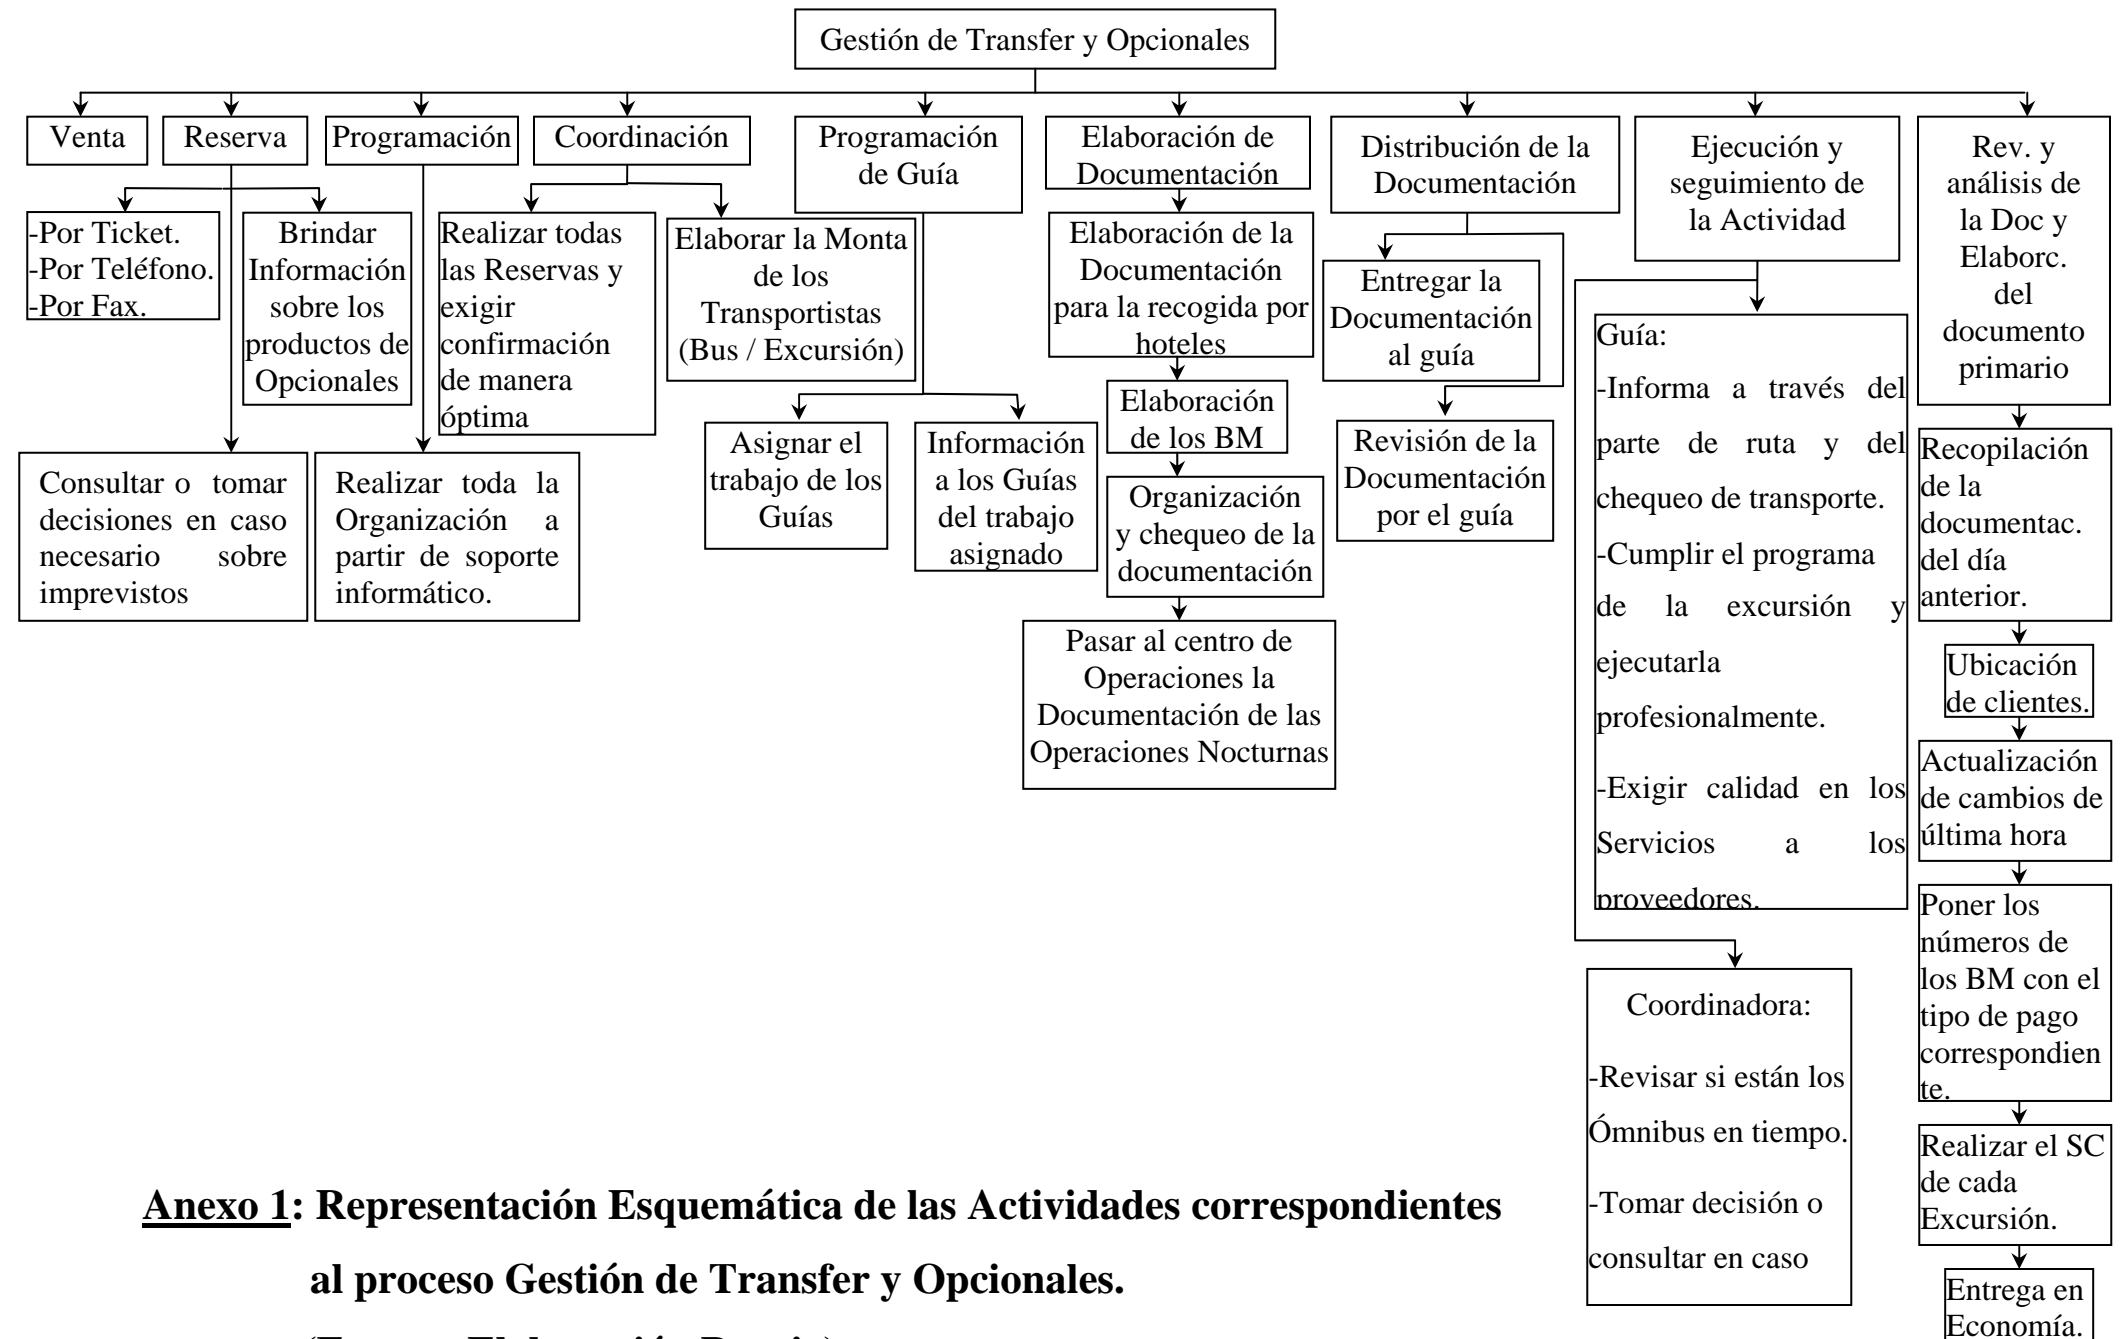 Gestión de Transfer y Opcionales
Venta
Reserva
Programación
Coordinación
Programación
de Guía
Elaboración de
Documentación
Distribución de la
Documentación
Ejecución y
seguimiento de
la Actividad
Rev. y
análisis de
la Doc y
Elaborc.
del
documento
primario
-Por Ticket.
-Por Teléfono.
-Por Fax.
Brindar
Información
sobre los
productos de
Opcionales
Consultar o tomar
decisiones en caso
necesario sobre
imprevistos
Realizar toda la
Organización a
partir de soporte
informático.
Realizar todas
las Reservas y
exigir
confirmación
de manera
óptima
Elaborar la Monta
de los
Transportistas
(Bus / Excursión)
Asignar el
trabajo de los
Guías
Información
a los Guías
del trabajo
asignado
Elaboración de la
Documentación
para la recogida por
hoteles
Elaboración
de los BM
Organización
y chequeo de la
documentación
Pasar al centro de
Operaciones la
Documentación de las
Operaciones Nocturnas
Entregar la
Documentación
al guía
Revisión de la
Documentación
por el guía
Guía:
-Informa a través del
parte de ruta y del
chequeo de transporte.
-Cumplir el programa
de la excursión y
ejecutarla
profesionalmente.
-Exigir calidad en los
Servicios a los
proveedores.
Coordinadora:
-Revisar si están los
Ómnibus en tiempo.
-Tomar decisión o
consultar en caso
Recopilación
de la
documentac.
del día
anterior.
Ubicación
de clientes.
Actualización
de cambios de
última hora
Poner los
números de
los BM con el
tipo de pago
correspondien
te.
Realizar el SC
de cada
Excursión.
Entrega en
Economía.
Anexo 1: Representación Esquemática de las Actividades correspondientes
al proceso Gestión de Transfer y Opcionales.